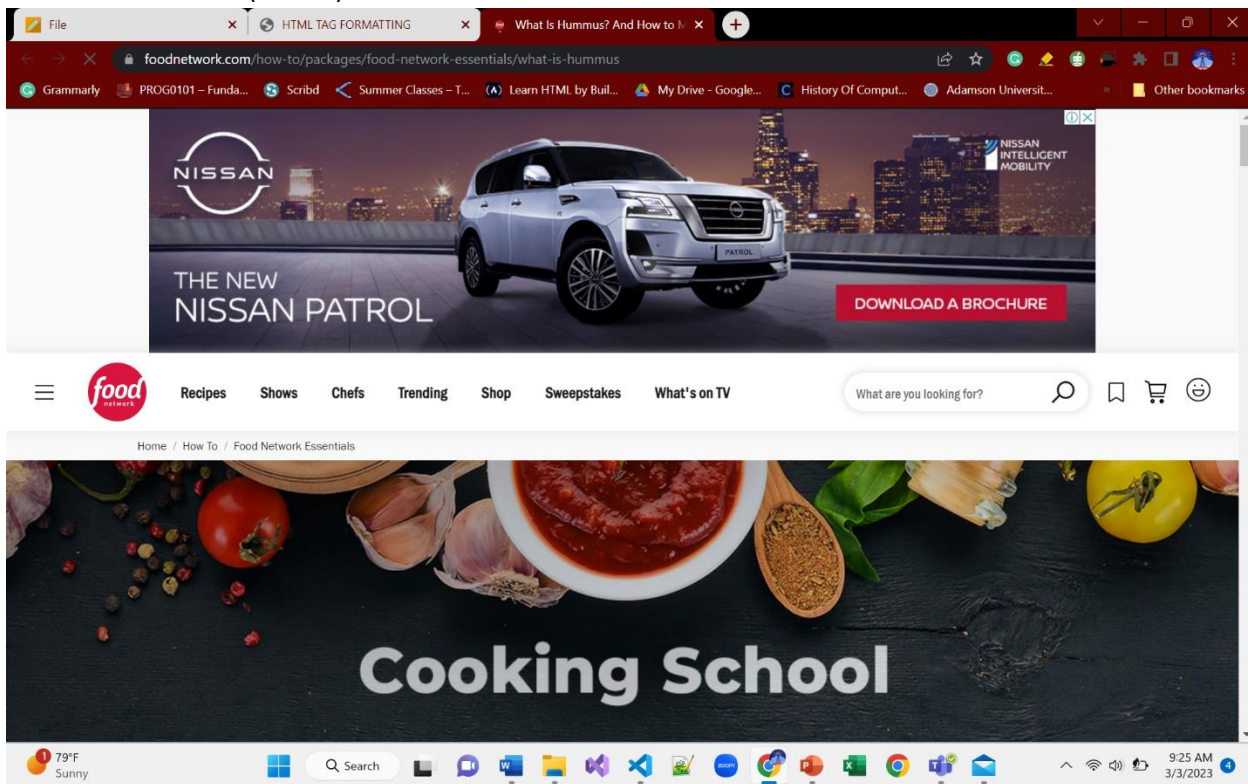 File
HTML TAG FORMATTING
What Is Hummus? And How to M
foodnetwork.com/how-to/packages/food-network-essentials/what-is-hummus
Grammarly PROG0101 – Funda... Scribd Summer Classes – T... Learn HTML by Buil... My Drive - Google... History Of Comput... Adamson Universit... » Other bookmarks
NISSAN
NISSAN
INTELLIGENT
MOBILITY
PATROL
THE NEW
NISSAN PATROL
DOWNLOAD A BROCHURE
food
network
Recipes Shows Chefs Trending Shop Sweepstakes What's on TV What are you looking for?
Home / How To / Food Network Essentials
Cooking School
1
79°F
Sunny
Search
zoom
9:25 AM
3/3/2023
4